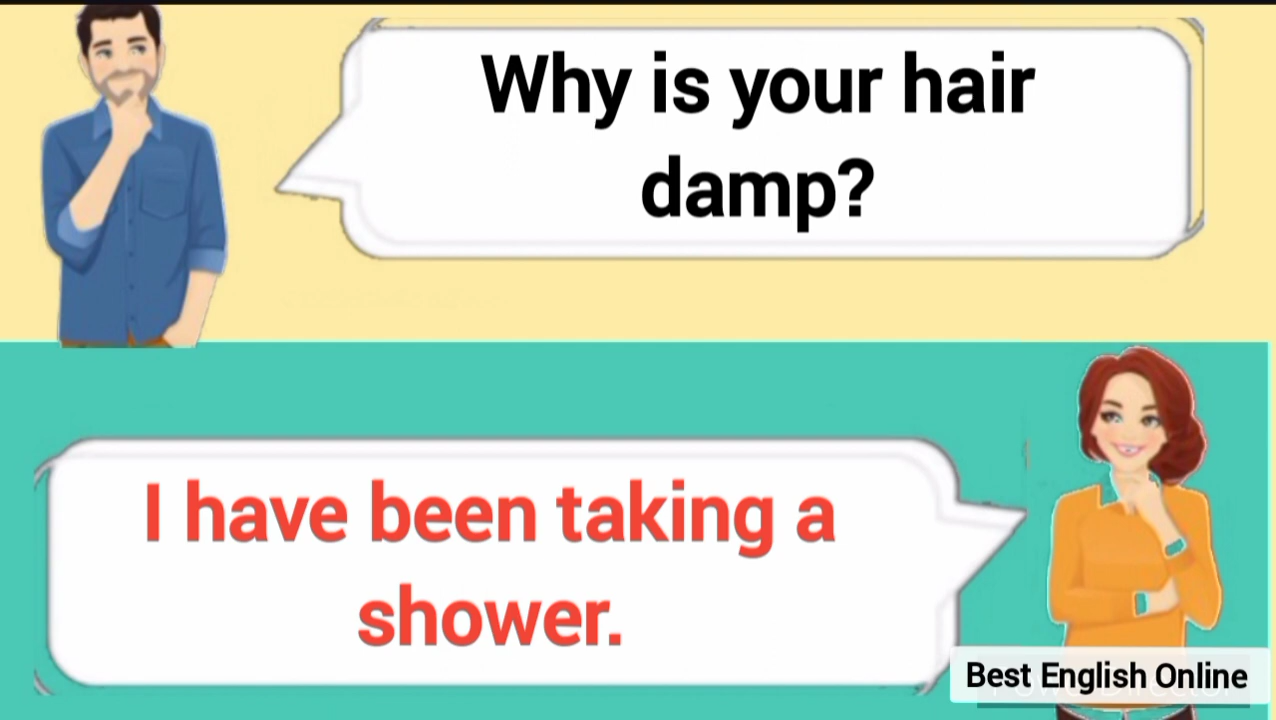 Why is your hair
damp?
I have been taking a
shower.
Best English Online